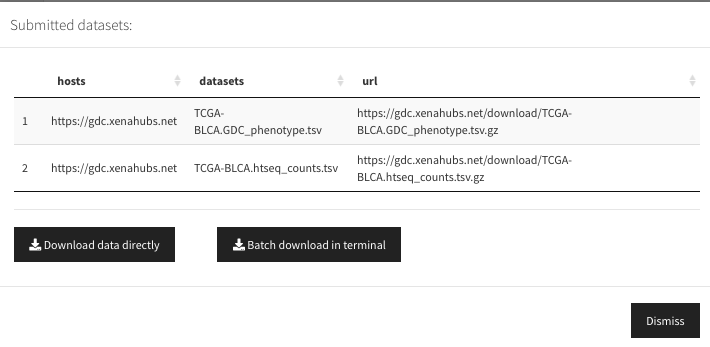 Submitted datasets:
hosts datasets url
1 https://gdc.xenahubs.net TCGA-BLCA.GDC_phenotype.tsv https://gdc.xenahubs.net/download/TCGA-BLCA.GDC_phenotype.tsv.gz
2 https://gdc.xenahubs.net TCGA-BLCA.htseq_counts.tsv https://gdc.xenahubs.net/download/TCGA-BLCA.htseq_counts.tsv.gz
Download data directly Batch download in terminal
Dismiss